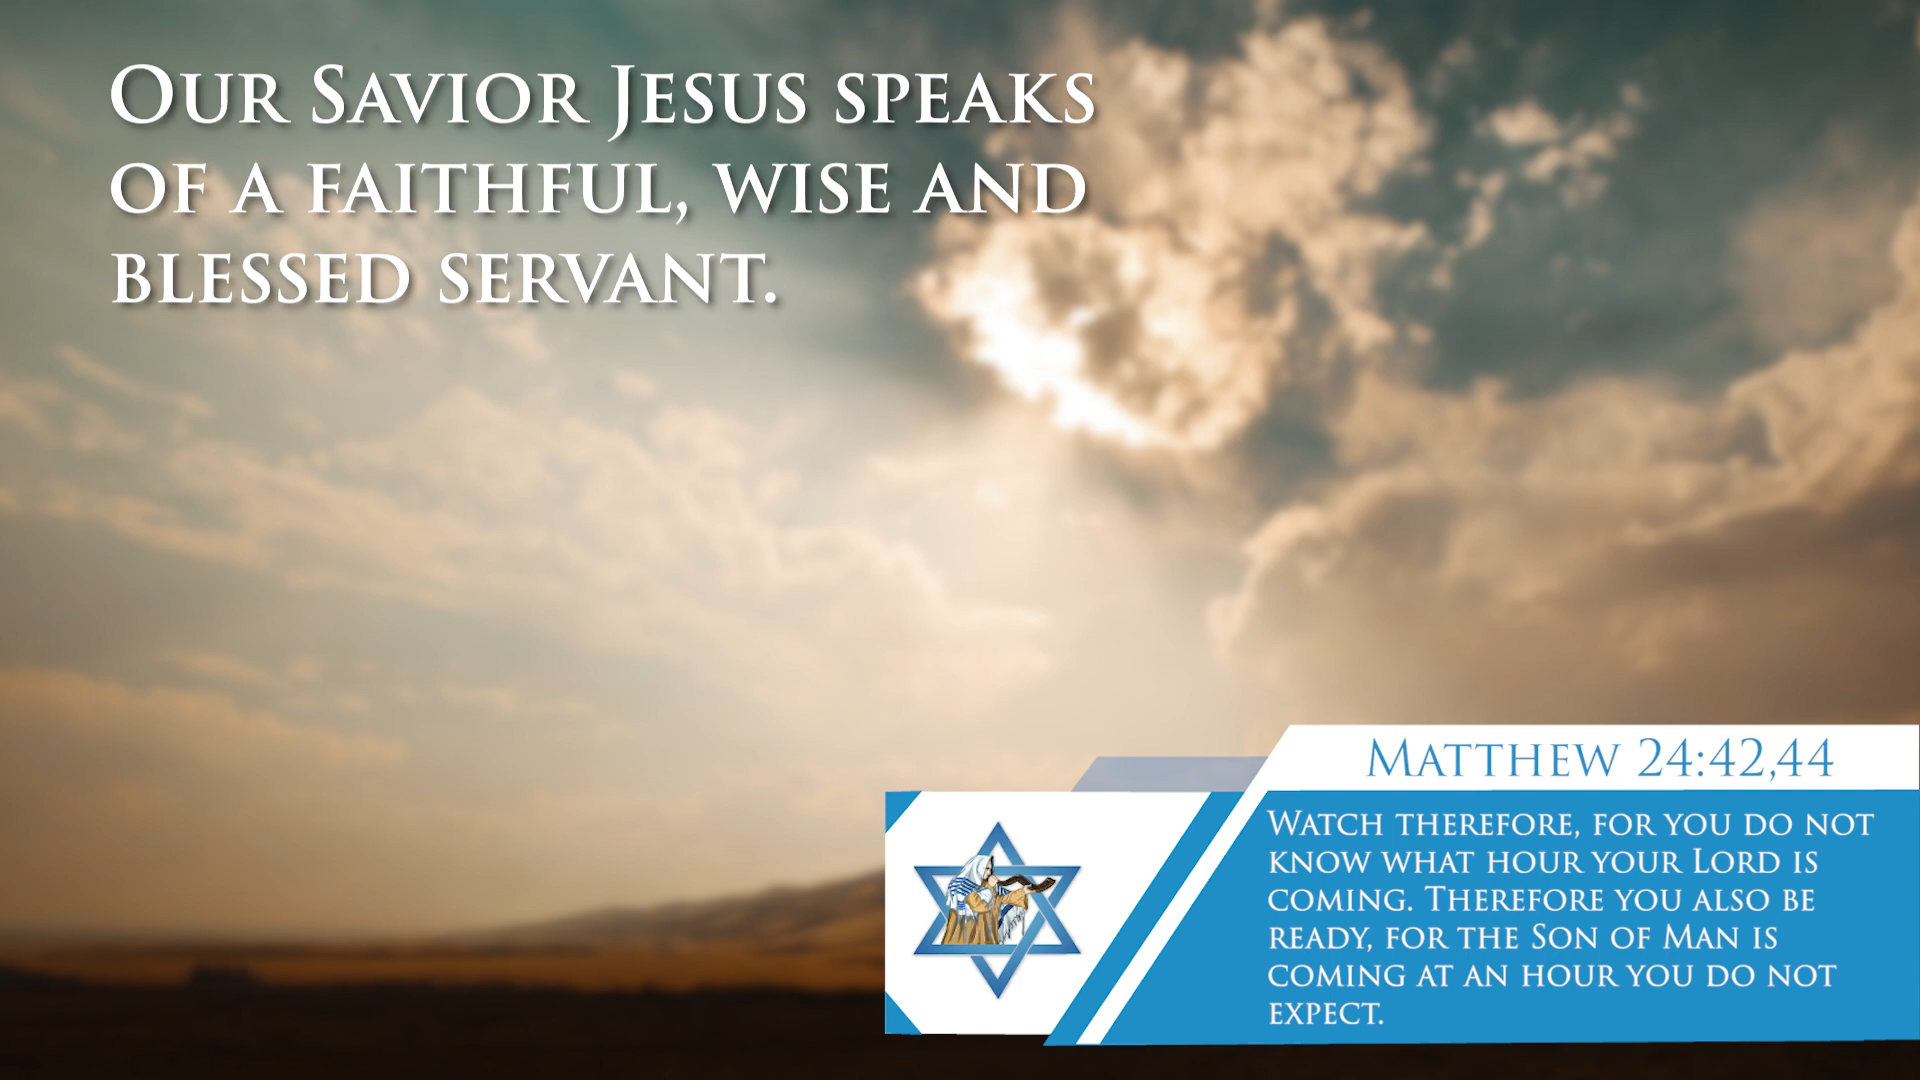 Our Savior Jesus speaks
of a faithful, wise and
blessed servant.
Matthew 24:42,44
Watch therefore, for you do not
know what hour your Lord is
coming. Therefore you also be
ready, for the Son of Man is
coming at an hour you do not
expect.